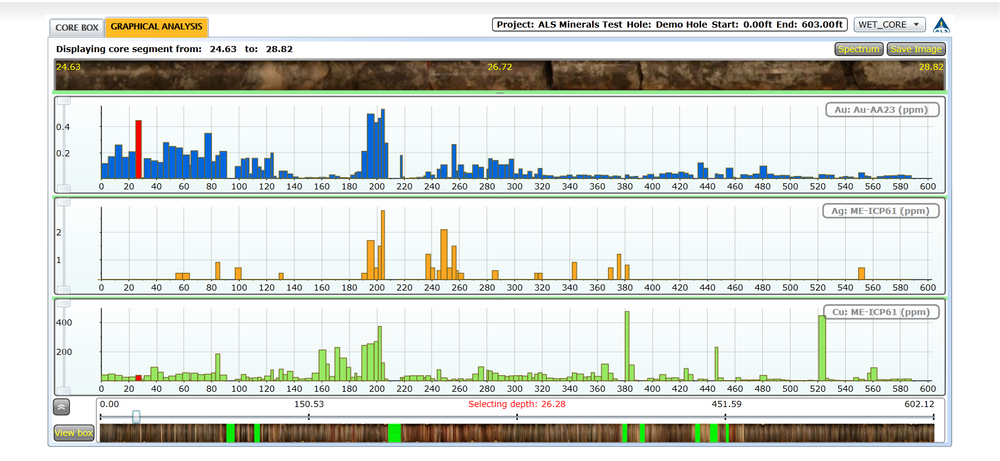 CORE BOX GRAPHICAL ANALYSIS Project: ALS Minerals Test Hole: Demo Hole Start: 0.00ft End: 603.00ft WET_CORE ALS
Displaying core segment from: 24.63 to: 28.82 Spectrum Save Image
24.63 26.72 28.82
Au: Au-AA23 (ppm)
0.4
0.2
0 20 40 60 80 100 120 140 160 180 200 220 240 260 280 300 320 340 360 380 400 420 440 460 480 500 520 540 560 580 600
Ag: ME-ICP61 (ppm)
2
1
0 20 40 60 80 100 120 140 160 180 200 220 240 260 280 300 320 340 360 380 400 420 440 460 480 500 520 540 560 580 600
Cu: ME-ICP61 (ppm)
400
200
0 20 40 60 80 100 120 140 160 180 200 220 240 260 280 300 320 340 360 380 400 420 440 460 480 500 520 540 560 580 600
0.00 150.53 Selecting depth: 26.28 451.59 602.12
View box